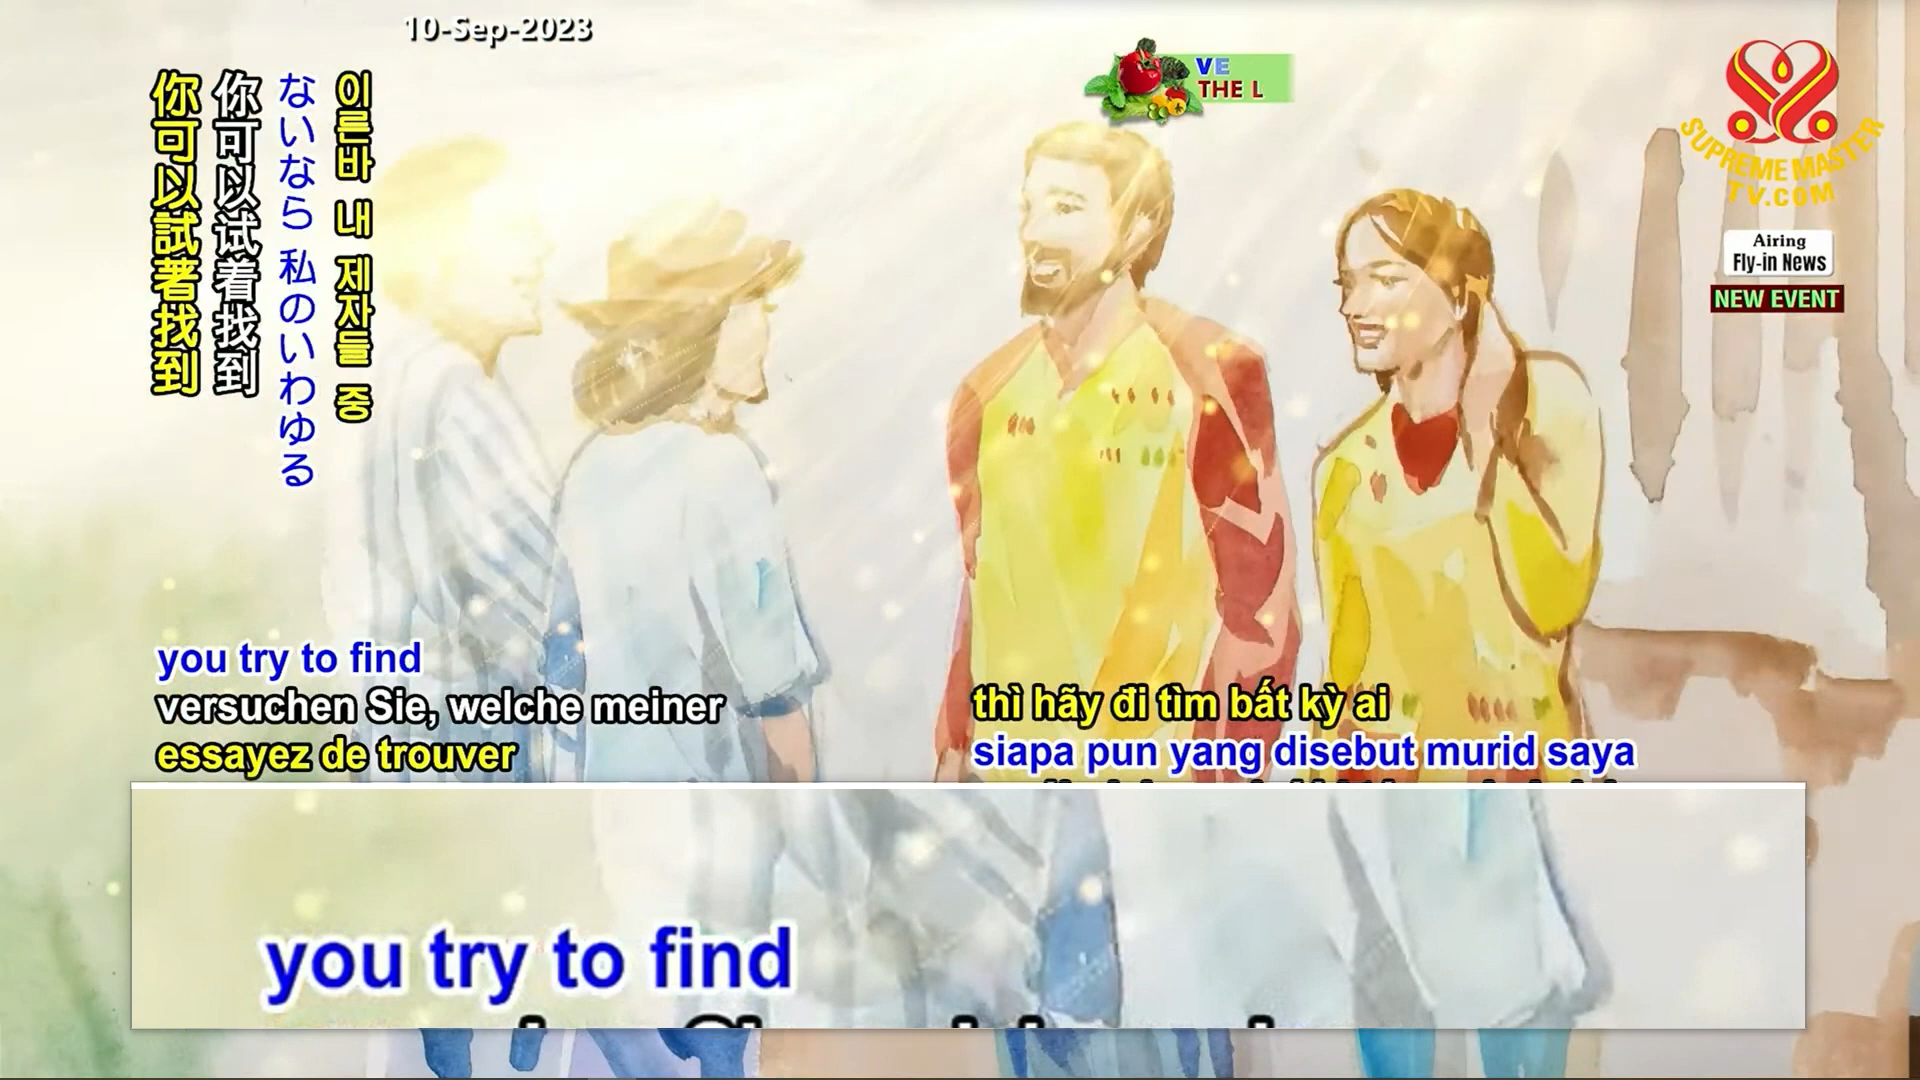 10-Sep-2023
你可以試著找到
你可以试着找到
ないなら 私のいわゆる
이른바 내 제자들 중
VE
THE L
SUPREME MASTER
TV.COM
Airing
Fly-in News
NEW EVENT
you try to find
versuchen Sie, welche meiner
essayez de trouver
thì hãy đi tìm bất kỳ ai
siapa pun yang disebut murid saya
you try to find